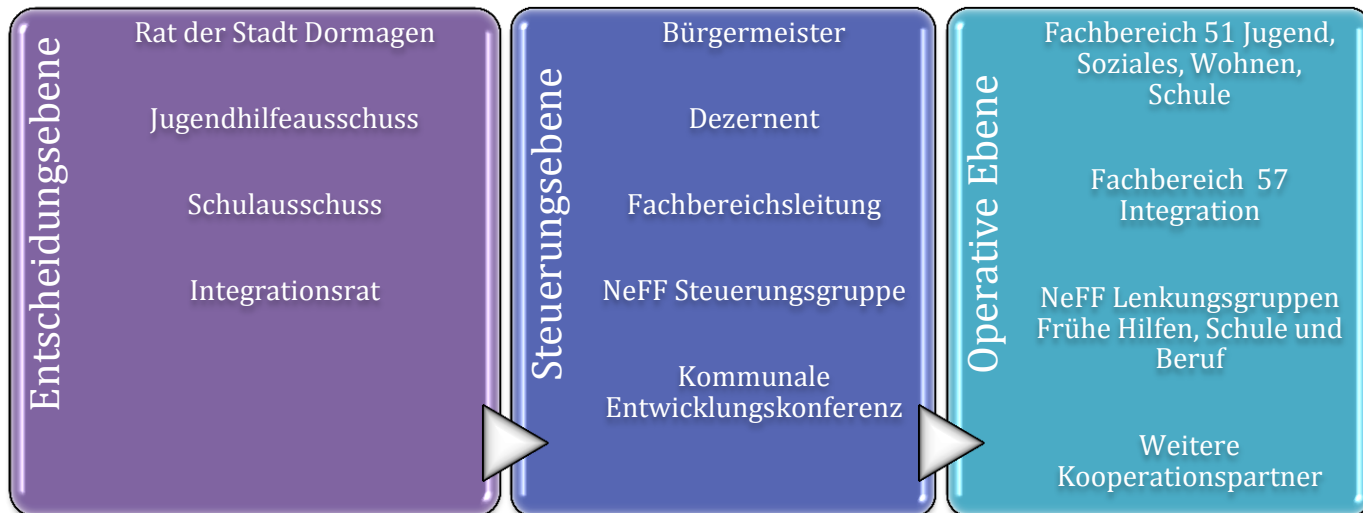 Entscheidungsebene
Rat der Stadt Dormagen
Jugendhilfeausschuss
Schulausschuss
Integrationsrat
Steuerungsebene
Bürgermeister
Dezernent
Fachbereichsleitung
NeFF Steuerungsgruppe
Kommunale
Entwicklungskonferenz
Operative Ebene
Fachbereich 51 Jugend,
Soziales, Wohnen,
Schule
Fachbereich 57
Integration
NeFF Lenkungsgruppen
Frühe Hilfen, Schule und
Beruf
Weitere
Kooperationspartner